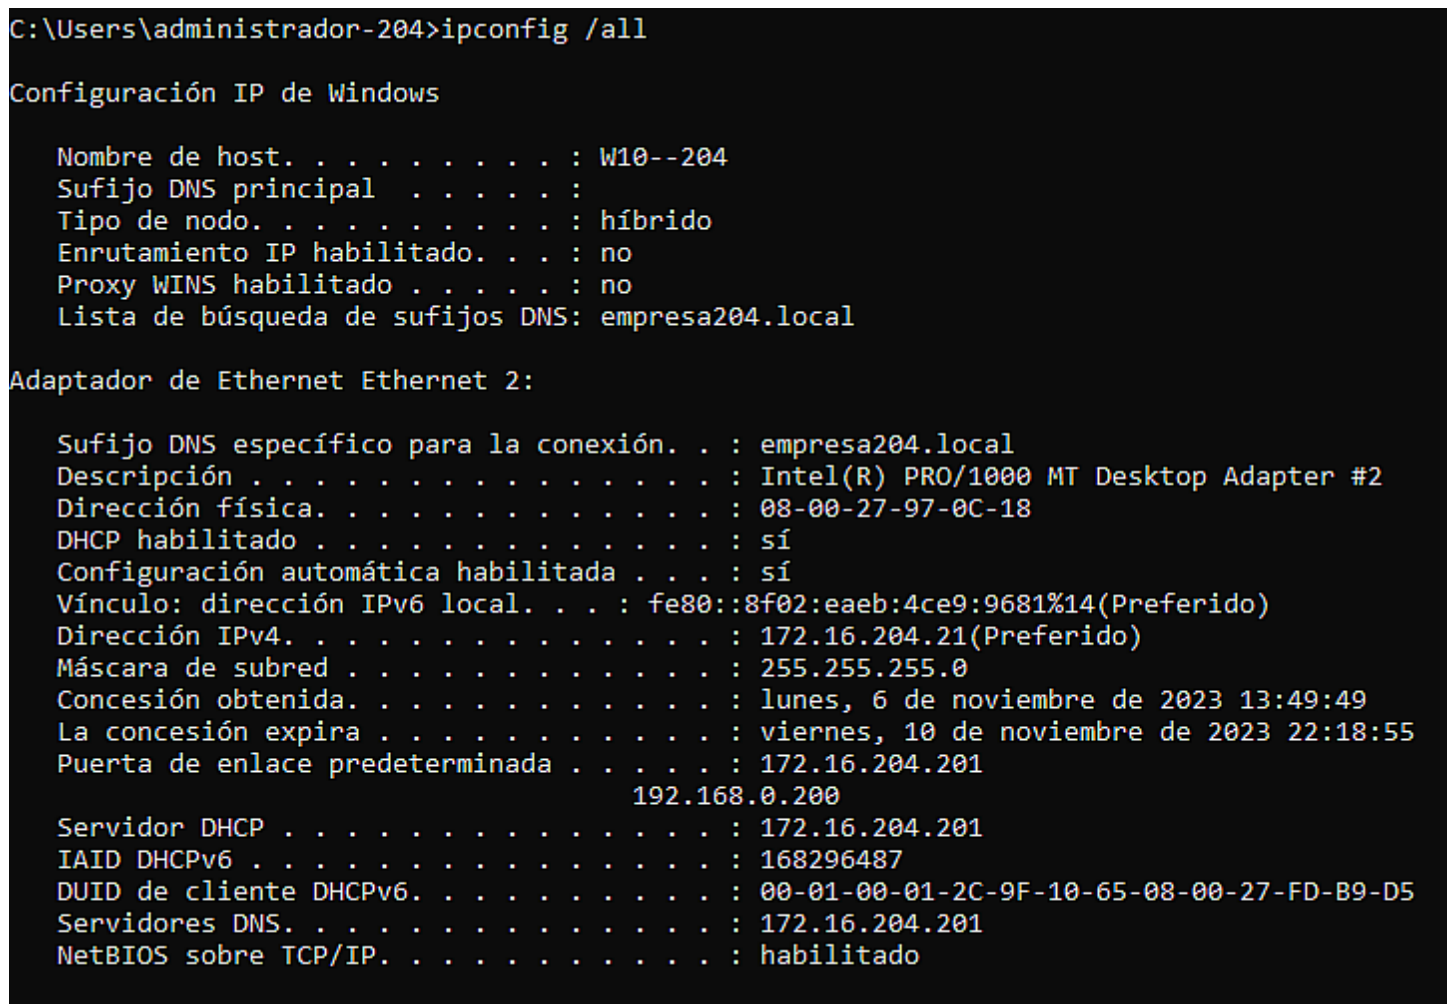 C:\Users\administrador-204>ipconfig /all
Configuración IP de Windows
Nombre de host. . . . . . . . . : W10--204
Sufijo DNS principal  . . . . . :
Tipo de nodo. . . . . . . . . . : híbrido
Enrutamiento IP habilitado. . . : no
Proxy WINS habilitado . . . . . : no
Lista de búsqueda de sufijos DNS: empresa204.local
Adaptador de Ethernet Ethernet 2:
Sufijo DNS específico para la conexión. . : empresa204.local
Descripción . . . . . . . . . . . . . . . : Intel(R) PRO/1000 MT Desktop Adapter #2
Dirección física. . . . . . . . . . . . . : 08-00-27-97-0C-18
DHCP habilitado . . . . . . . . . . . . . : sí
Configuración automática habilitada . . . : sí
Vínculo: dirección IPv6 local. . . : fe80::8f02:eaeb:4ce9:9681%14(Preferido)
Dirección IPv4. . . . . . . . . . . . . . : 172.16.204.21(Preferido)
Máscara de subred . . . . . . . . . . . . : 255.255.255.0
Concesión obtenida. . . . . . . . . . . . : lunes, 6 de noviembre de 2023 13:49:49
La concesión expira . . . . . . . . . . . : viernes, 10 de noviembre de 2023 22:18:55
Puerta de enlace predeterminada . . . . . : 172.16.204.201
192.168.0.200
Servidor DHCP . . . . . . . . . . . . . . : 172.16.204.201
IAID DHCPv6 . . . . . . . . . . . . . . . : 168296487
DUID de cliente DHCPv6. . . . . . . . . . : 00-01-00-01-2C-9F-10-65-08-00-27-FD-B9-D5
Servidores DNS. . . . . . . . . . . . . . : 172.16.204.201
NetBIOS sobre TCP/IP. . . . . . . . . . . : habilitado